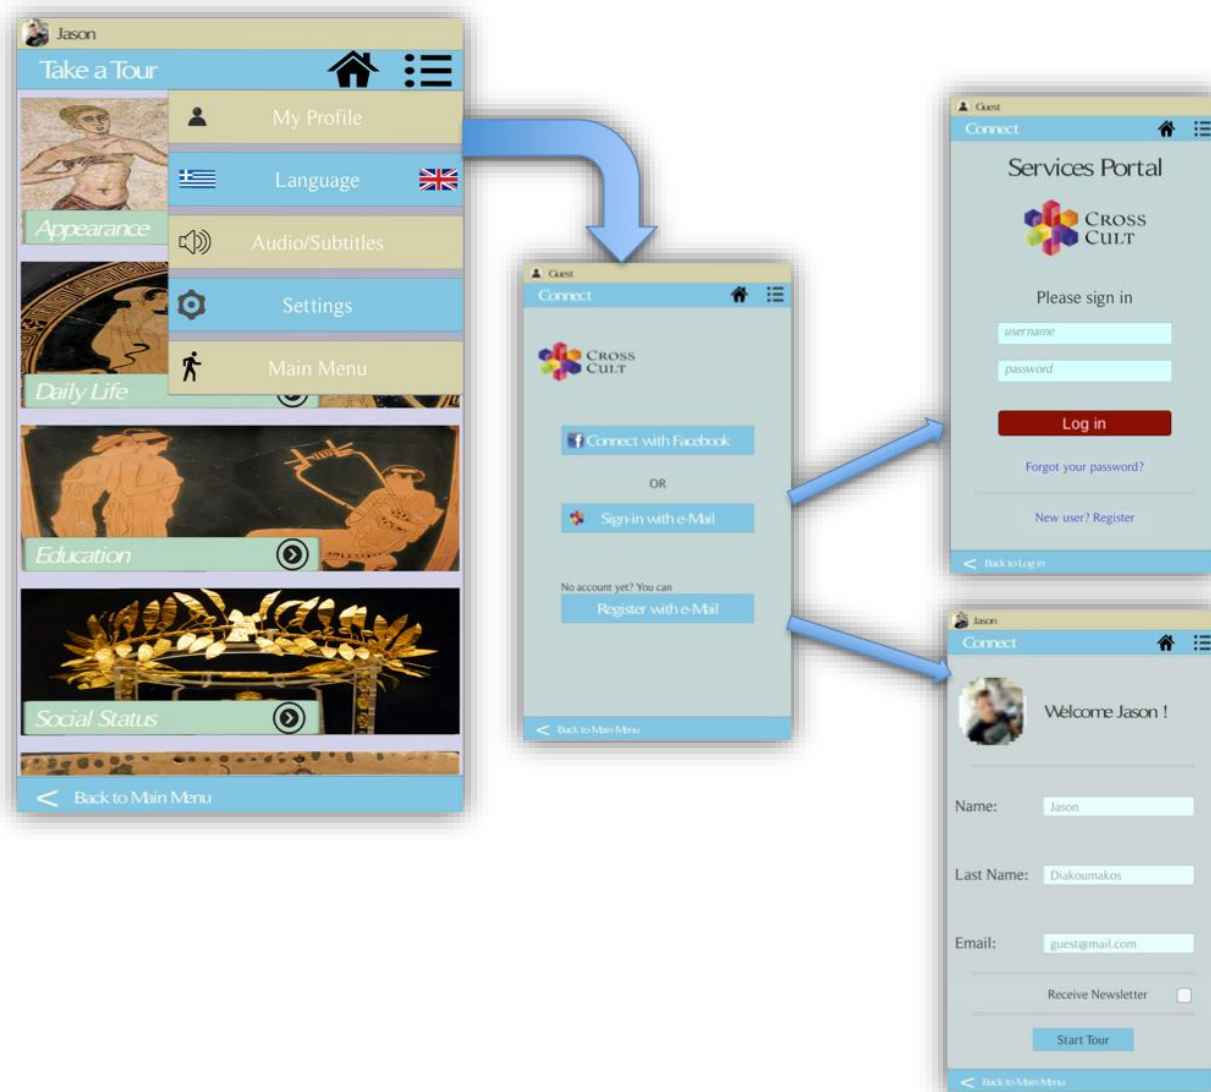 Jason
Take a Tour
My Profile
Language
Audio/Subtitles
Settings
Main Menu
Appearance
Daily Life
Education
Social Status
< Back to Main Menu
Guest
Connect
CROSS
CULT
Connect with Facebook
OR
Sign-in with e-Mail
No account yet? You can
Register with e-Mail
< Back to Main Menu
Guest
Connect
Services Portal
CROSS
CULT
Please sign in
username
password
Log in
Forgot your password?
New user? Register
< Back to Log in
Jason
Connect
Welcome Jason !
Name: Jason
Last Name: Diakoumakos
Email: guest@mail.com
Receive Newsletter
Start Tour
< Back to Main Menu